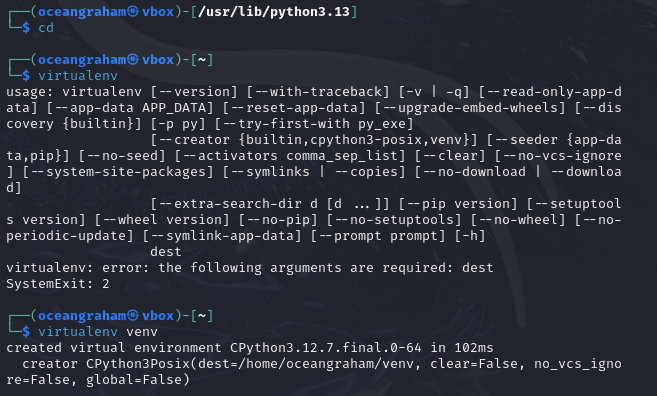 ┌──(oceangraham㉿vbox)-[/usr/lib/python3.13]
└─$ cd
┌──(oceangraham㉿vbox)-[~]
└─$ virtualenv
usage: virtualenv [--version] [--with-traceback] [-v | -q] [--read-only-app-d
ata] [--app-data APP_DATA] [--reset-app-data] [--upgrade-embed-wheels] [--dis
covery {builtin}] [-p py] [--try-first-with py_exe]
[--creator {builtin,cpython3-posix,venv}] [--seeder {app-da
ta,pip}] [--no-seed] [--activators comma_sep_list] [--clear] [--no-vcs-ignore
] [--system-site-packages] [--symlinks | --copies] [--no-download | --downloa
d]
[--extra-search-dir d [d ...]] [--pip version] [--setuptool
s version] [--wheel version] [--no-pip] [--no-setuptools] [--no-wheel] [--no-
periodic-update] [--symlink-app-data] [--prompt prompt] [-h]
dest
virtualenv: error: the following arguments are required: dest
SystemExit: 2
┌──(oceangraham㉿vbox)-[~]
└─$ virtualenv venv
created virtual environment CPython3.12.7.final.0-64 in 102ms
creator CPython3Posix(dest=/home/oceangraham/venv, clear=False, no_vcs_igno
re=False, global=False)